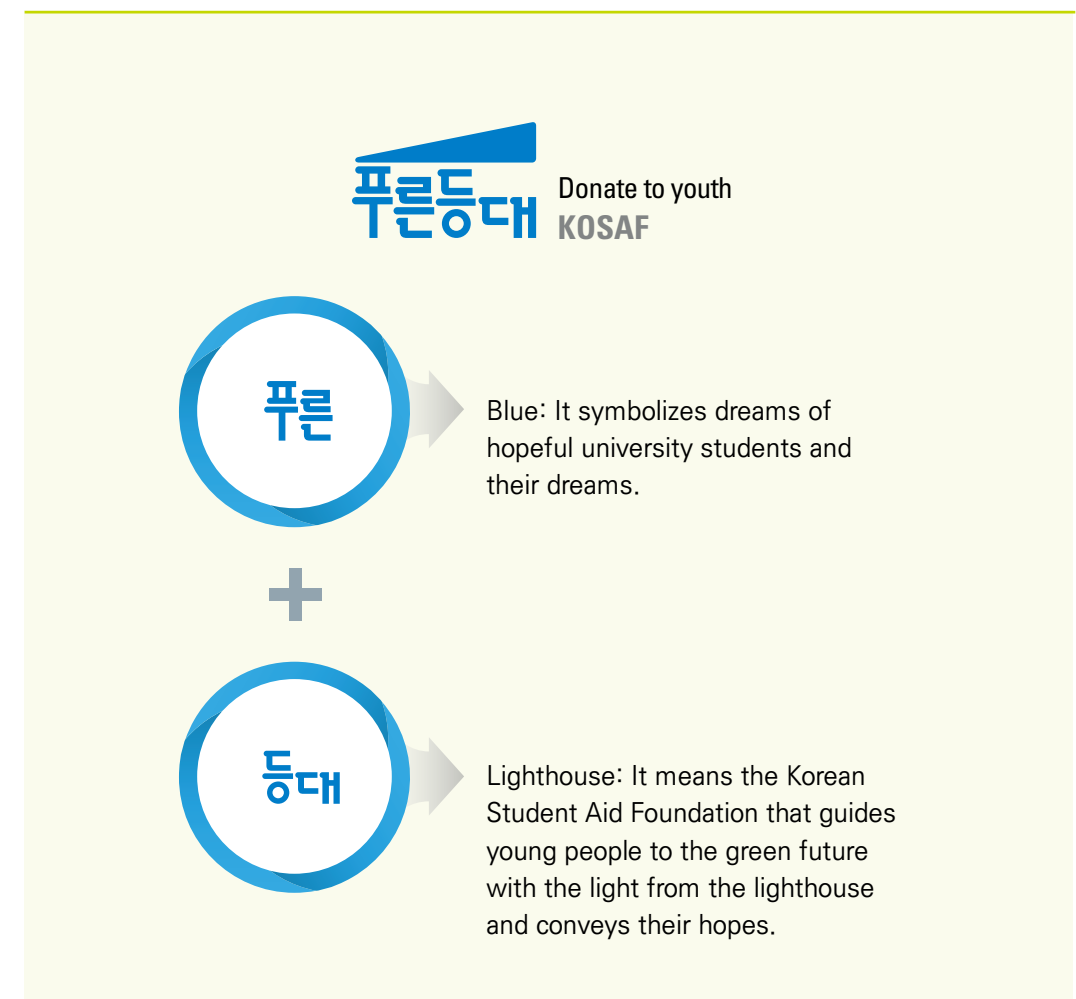 푸른등대
Donate to youth
KOSAF
푸른
Blue: It symbolizes dreams of
hopeful university students and
their dreams.
+
등대
Lighthouse: It means the Korean
Student Aid Foundation that guides
young people to the green future
with the light from the lighthouse
and conveys their hopes.